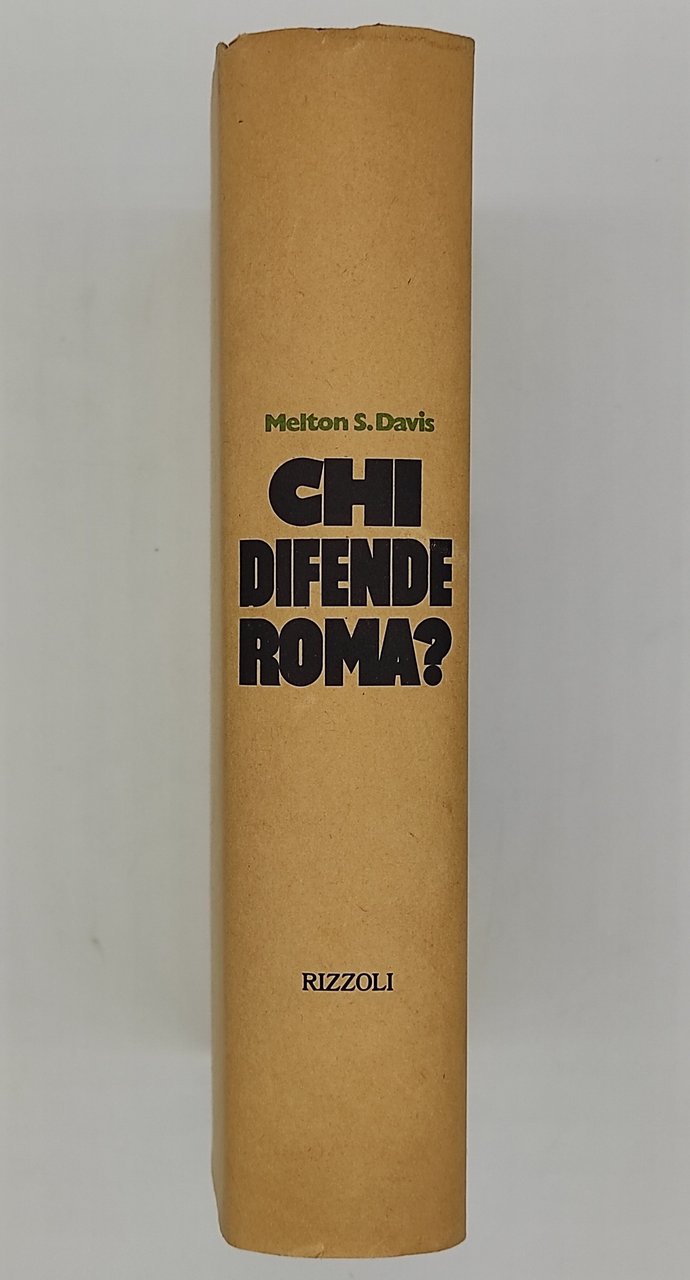 Melton S. Davis
CHI
DIFENDE
ROMA?
RIZZOLI